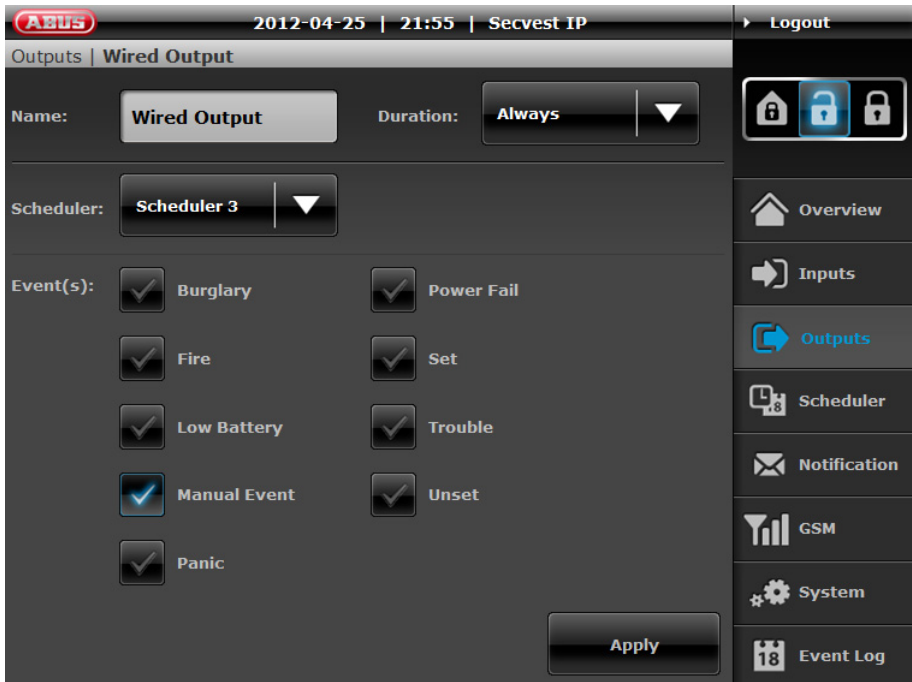 ABUS 2012-04-25 | 21:55 | Secvest IP Logout
Outputs | Wired Output
Name: Wired Output Duration: Always
Scheduler: Scheduler 3
Event(s):
Burglary Power Fail
Fire Set
Low Battery Trouble
Manual Event Unset
Panic
Apply
Overview
Inputs
Outputs
8 Scheduler
Notification
GSM
System
18 Event Log